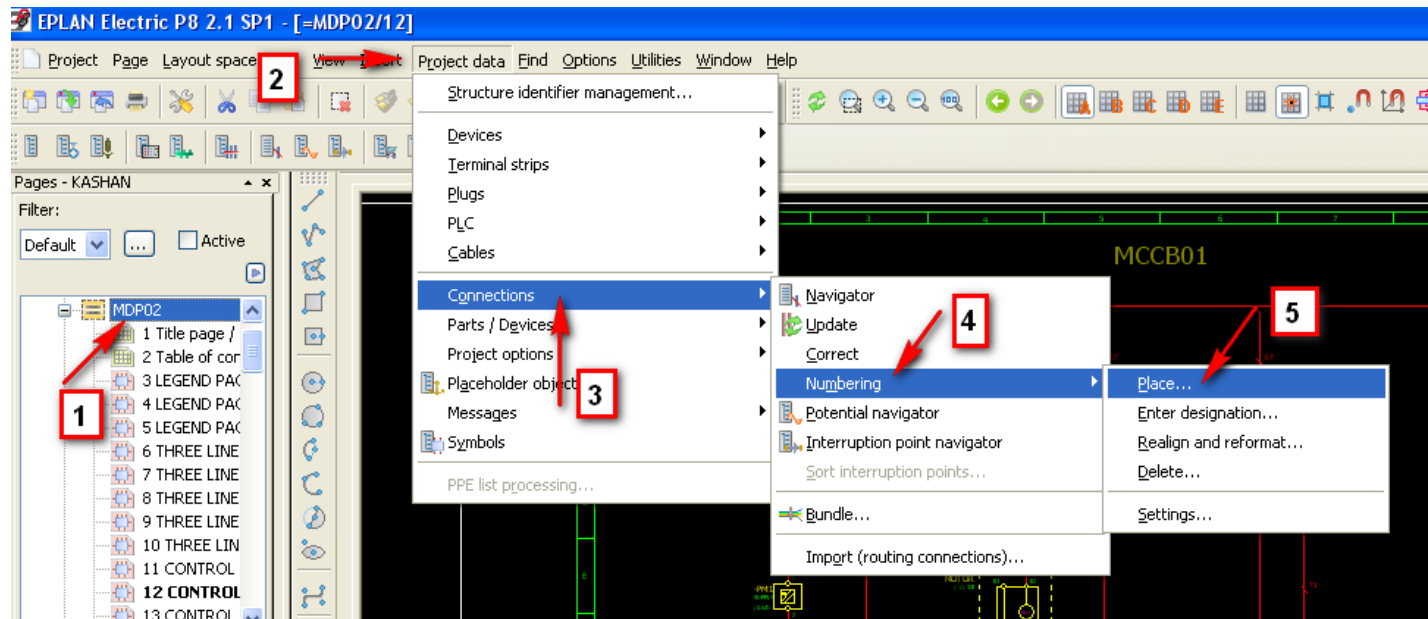 EPLAN Electric P8 2.1 SP1 - [=MDP02/12]
Project Page Layout space View Project data Find Options Utilities Window Help
2
Structure identifier management...
Devices
Terminal strips
Plugs
PLC
Cables
Connections
Parts / Devices
Project options
Placeholder object
Messages
Symbols
PPE list processing...
3
Pages - KASHAN
Filter:
Default
...
Active
MDP02
1 Title page /
2 Table of cor
3 LEGEND PAG
4 LEGEND PAG
5 LEGEND PAG
6 THREE LINE
7 THREE LINE
8 THREE LINE
9 THREE LINE
10 THREE LIN
11 CONTROL
12 CONTROL
13 CONTROL
1
3 4 5 6 7
MCCB01
Navigator
Update
Correct
Numbering
Potential navigator
Interruption point navigator
Sort interruption points...
Bundle...
Import (routing connections)...
4
5
Place...
Enter designation...
Realign and reformat...
Delete...
Settings...
MOTOR